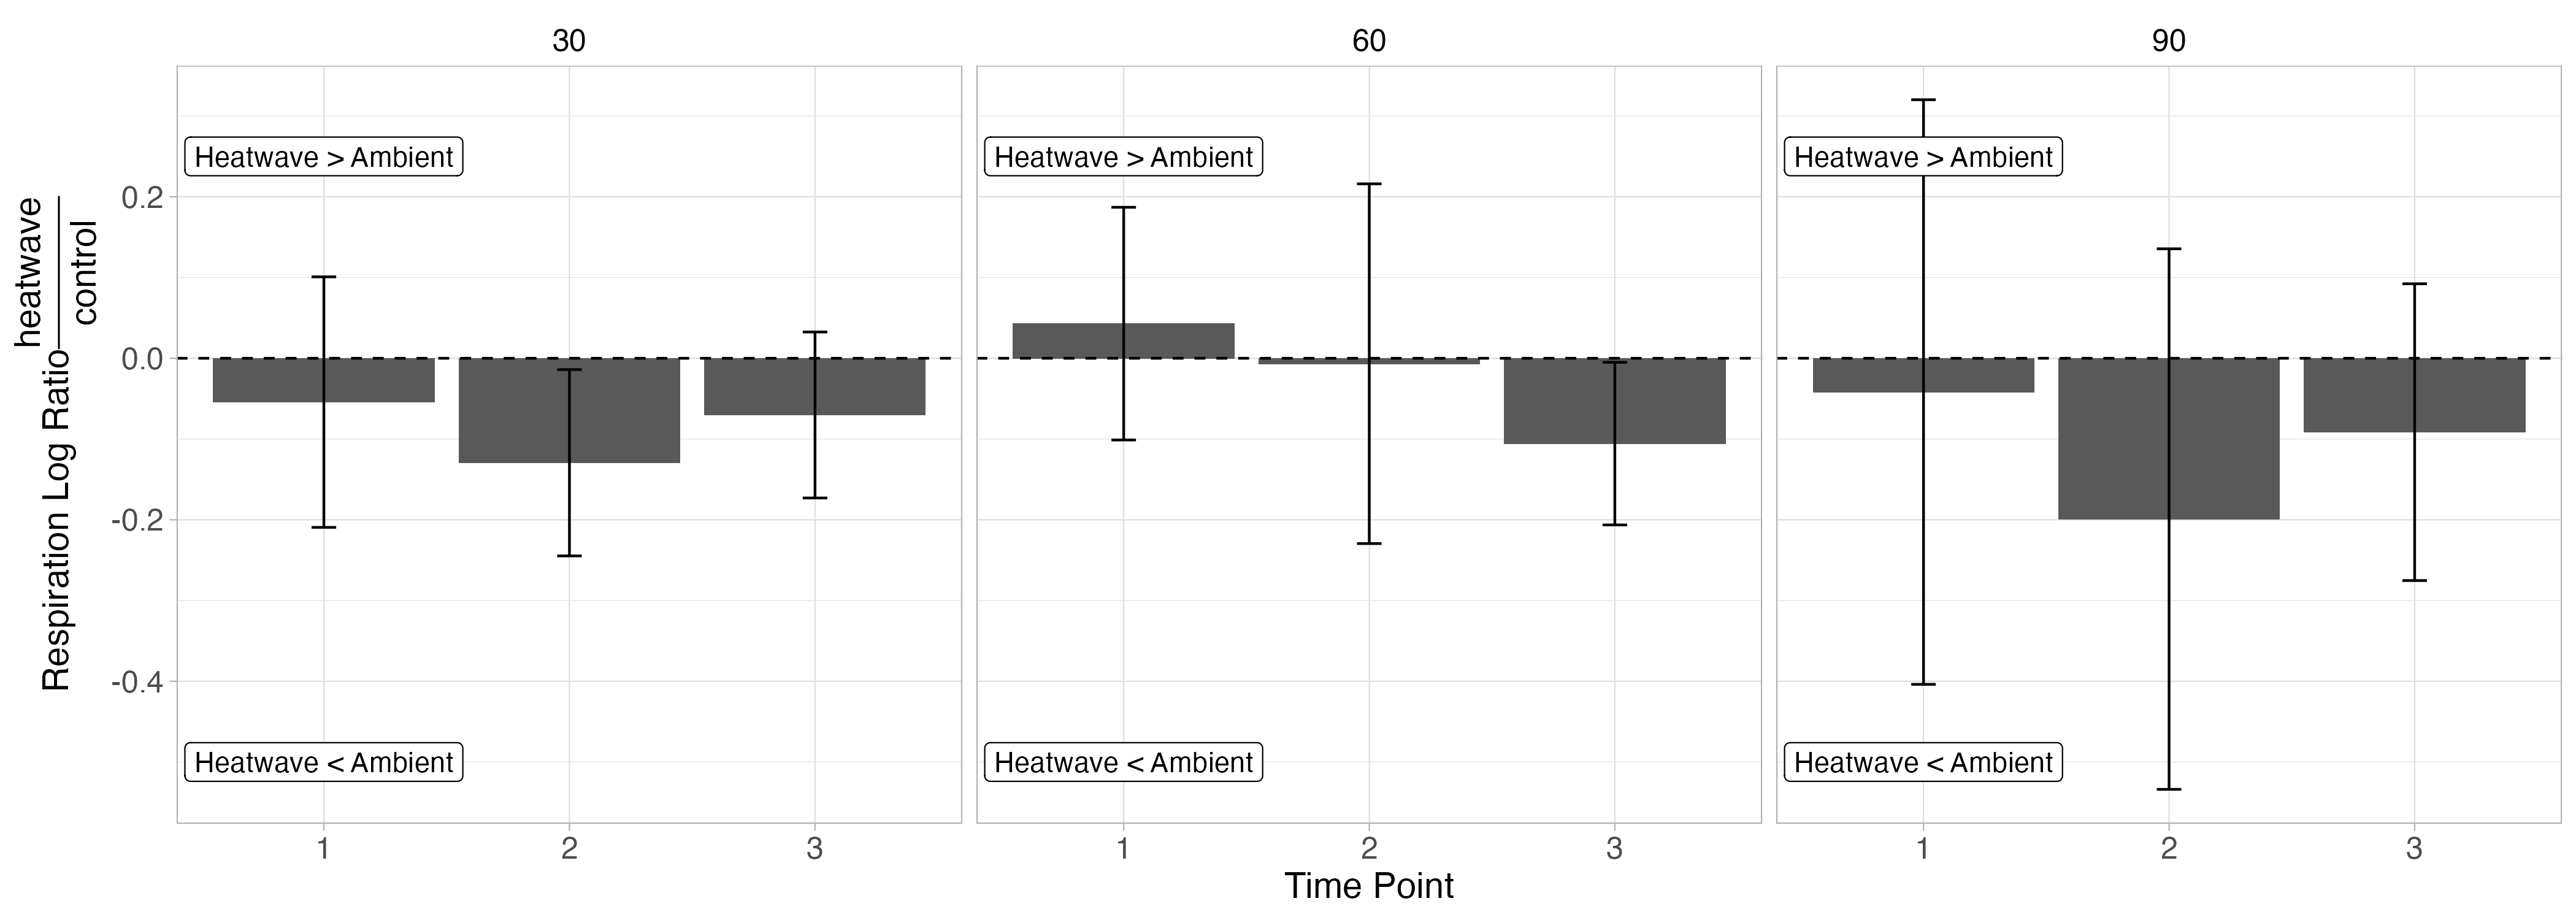 30
60
90
Heatwave > Ambient
Heatwave > Ambient
Heatwave > Ambient
0.2
0.0
-0.2
-0.4
Respiration Log Ratio
heatwave
control
Heatwave < Ambient
Heatwave < Ambient
Heatwave < Ambient
1
2
3
1
2
3
1
2
3
Time Point